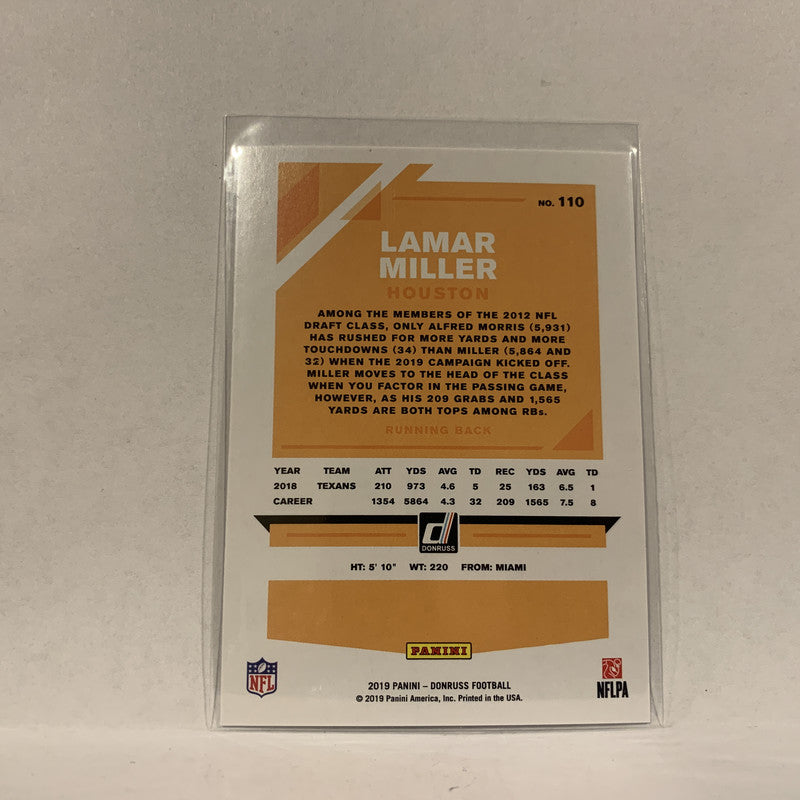 NO. 110
LAMAR
MILLER
HOUSTON
AMONG THE MEMBERS OF THE 2012 NFL
DRAFT CLASS, ONLY ALFRED MORRIS (5,931)
HAS RUSHED FOR MORE YARDS AND MORE
TOUCHDOWNS (34) THAN MILLER (5,864 AND
32) WHEN THE 2019 CAMPAIGN KICKED OFF.
MILLER MOVES TO THE HEAD OF THE CLASS
WHEN YOU FACTOR IN THE PASSING GAME,
HOWEVER, AS HIS 209 GRABS AND 1,565
YARDS ARE BOTH TOPS AMONG RBs.
RUNNING BACK
YEAR TEAM ATT YDS AVG TD REC YDS AVG TD
2018 TEXANS 210 973 4.6 5 25 163 6.5 1
CAREER 1354 5864 4.3 32 209 1565 7.5 8
d
DONRUSS
HT: 5' 10" WT: 220 FROM: MIAMI
PANINI
NFL
2019 PANINI – DONRUSS FOOTBALL
© 2019 Panini America, Inc. Printed in the USA.
NFLPA